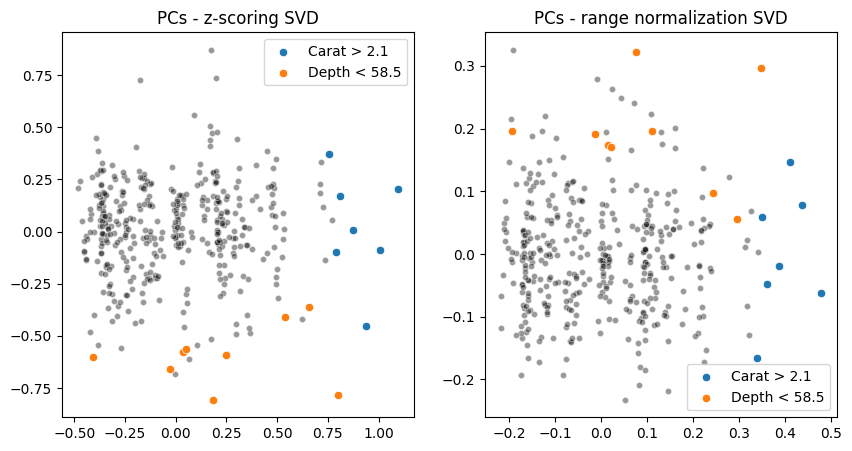 PCs - z-scoring SVD
Carat > 2.1
Depth < 58.5
0.75
0.50
0.25
0.00
−0.25
−0.50
−0.75
−0.50 −0.25 0.00 0.25 0.50 0.75 1.00
PCs - range normalization SVD
0.3
0.2
0.1
0.0
−0.1
−0.2
Carat > 2.1
Depth < 58.5
−0.2 −0.1 0.0 0.1 0.2 0.3 0.4 0.5